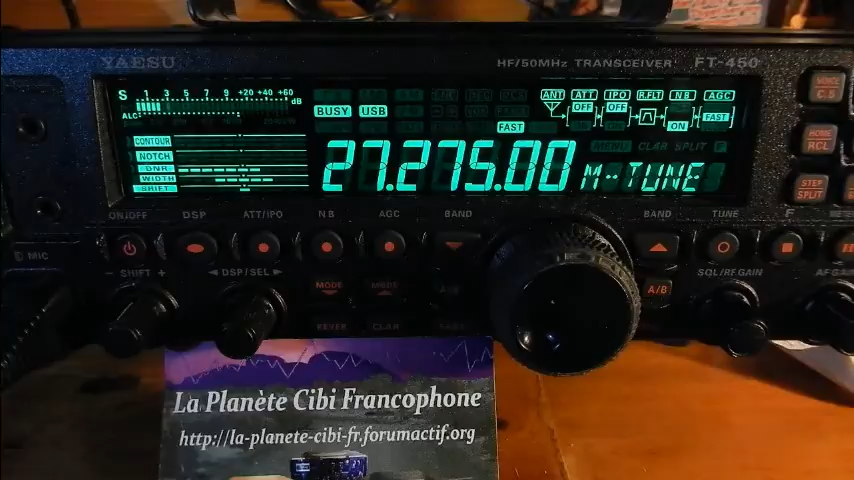 YAESU
HF/50MHz TRANSCEIVER FT-450
S 1 3 5 7 9 +20 +40 +60 dB
ALC
BUSY USB
FAST
ANT ATT IPO R.FLT NB AGC
OFF OFF
ON FAST
MENU CLAR SPLIT F
CONTOUR
NOTCH
DNR
WIDTH
SHIFT
27.275.00 M-TUNE
VOICE
C.S
HOME
RCL
STEP
SPLIT
ON/OFF DSP ATT/IPO NB AGC BAND BAND TUNE F
MIC
- SHIFT + ◄ DSP/SEL ► MODE MODE A/B SQL/RF GAIN AF GAIN
KEYER CLAR
La Planète Cibi Francophone
http://la-planete-cibi-fr.forumactif.org